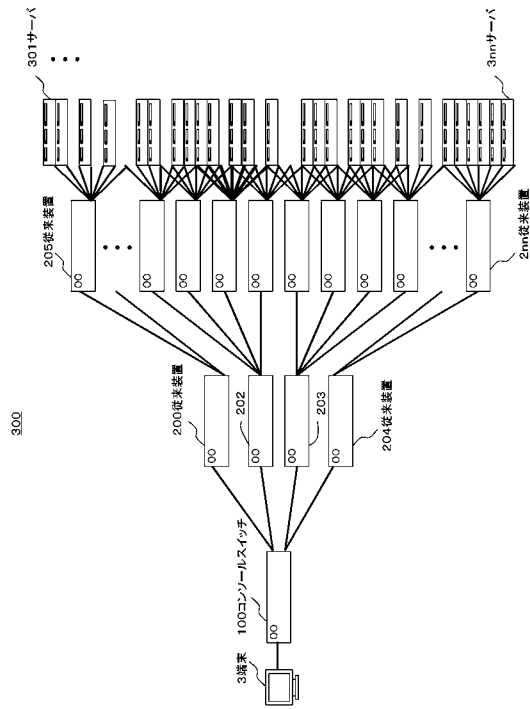 300
3端末
100コンソールスイッチ
200従来装置
202
203
204従来装置
205従来装置
・・・
・・・
2nn従来装置
301サーバ
・・・
3nnサーバ